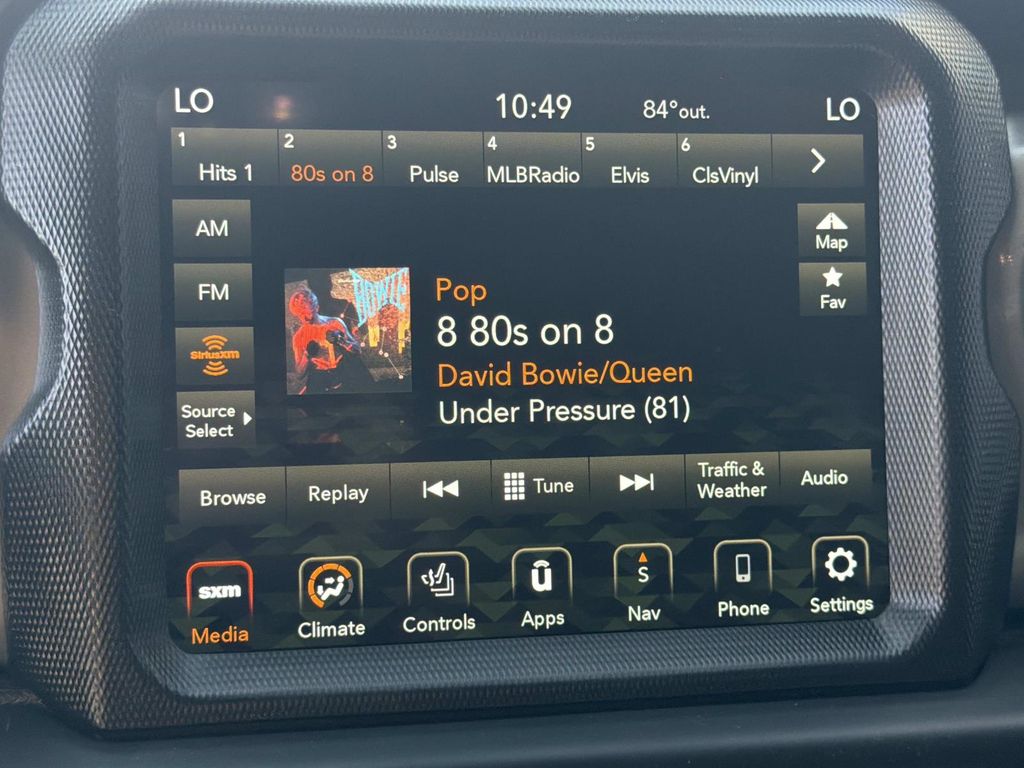 LO 10:49 84°out. LO
1 2 3 4 5 6
Hits 1 80s on 8 Pulse MLBRadio Elvis ClsVinyl
AM
Map
FM
Fav
BOWIE
Pop
8 80s on 8
SiriusXM
David Bowie/Queen
Source
Select
Under Pressure (81)
Browse Replay Tune Traffic &
Weather Audio
sxm
u
S
Media Climate Controls Apps Nav Phone Settings